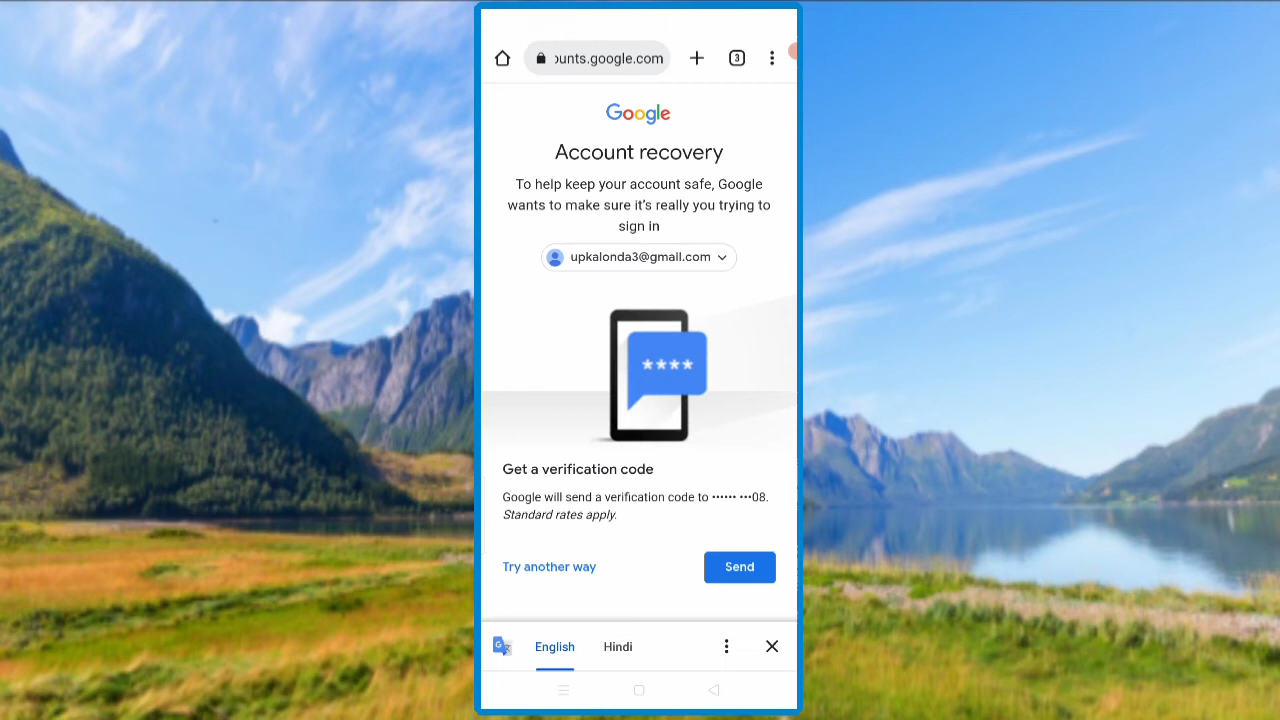 ounts.google.com
3
Google
Account recovery
To help keep your account safe, Google
wants to make sure it's really you trying to
sign in
upkalonda3@gmail.com
****
Get a verification code
Google will send a verification code to •••••• •••08.
Standard rates apply.
Try another way
Send
English
Hindi